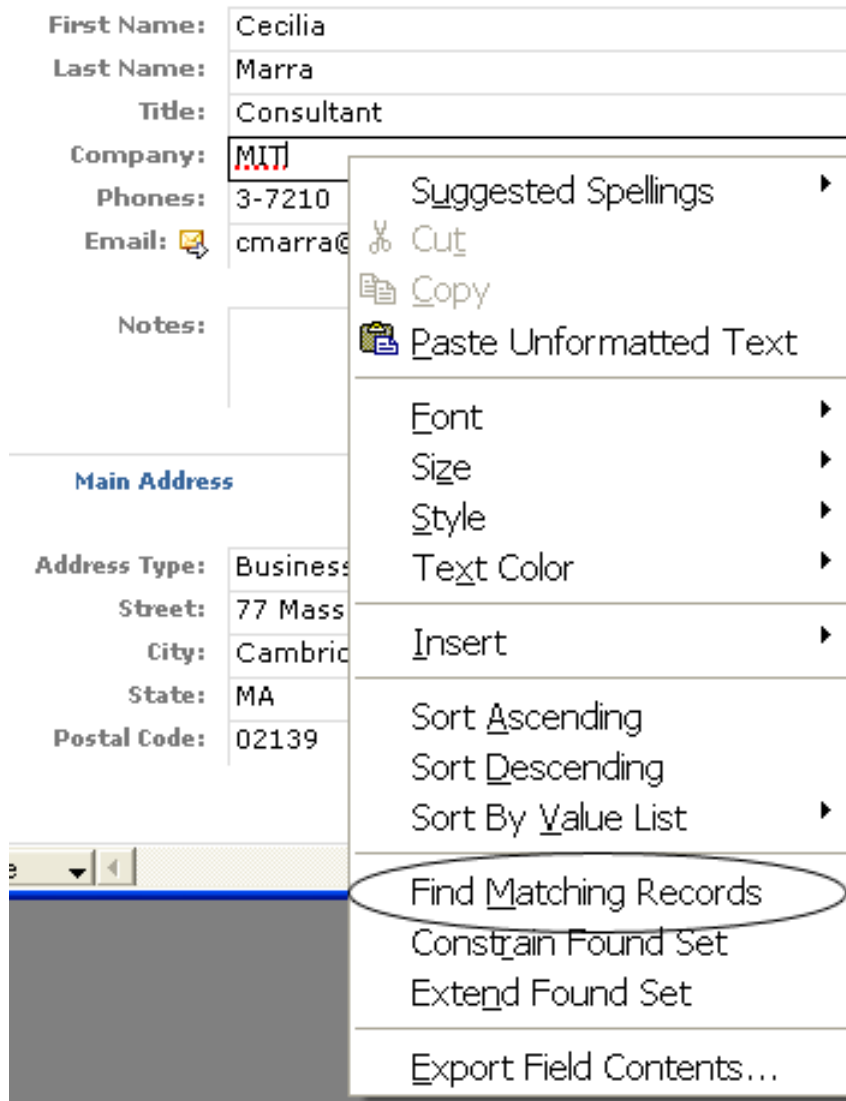 First Name: Cecilia
Last Name: Marra
Title: Consultant
Company: MIT
Phones: 3-7210
Email: cmarra@
Notes:
Main Address
Address Type: Business
Street: 77 Mass
City: Cambric
State: MA
Postal Code: 02139
Suggested Spellings
Cut
Copy
Paste Unformatted Text
Font
Size
Style
Text Color
Insert
Sort Ascending
Sort Descending
Sort By Value List
Find Matching Records
Constrain Found Set
Extend Found Set
Export Field Contents...